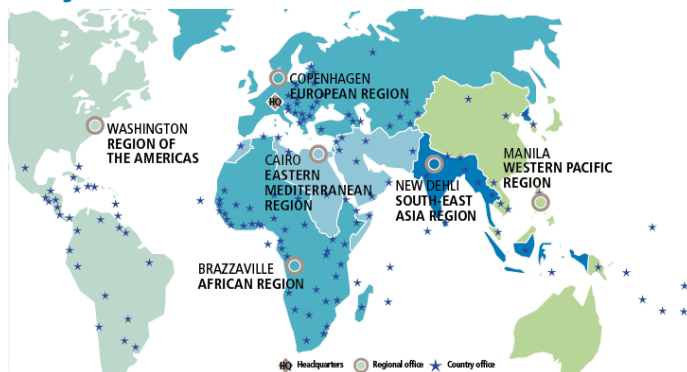 COPENHAGEN
EUROPEAN REGION
HQ
WASHINGTON
REGION OF
THE AMERICAS
CAIRO
EASTERN
MEDITERRANEAN
REGION
NEW DEHLI
SOUTH-EAST
ASIA REGION
MANILA
WESTERN PACIFIC
REGION
BRAZZAVILLE
AFRICAN REGION
HQ Headquarters Regional office Country office